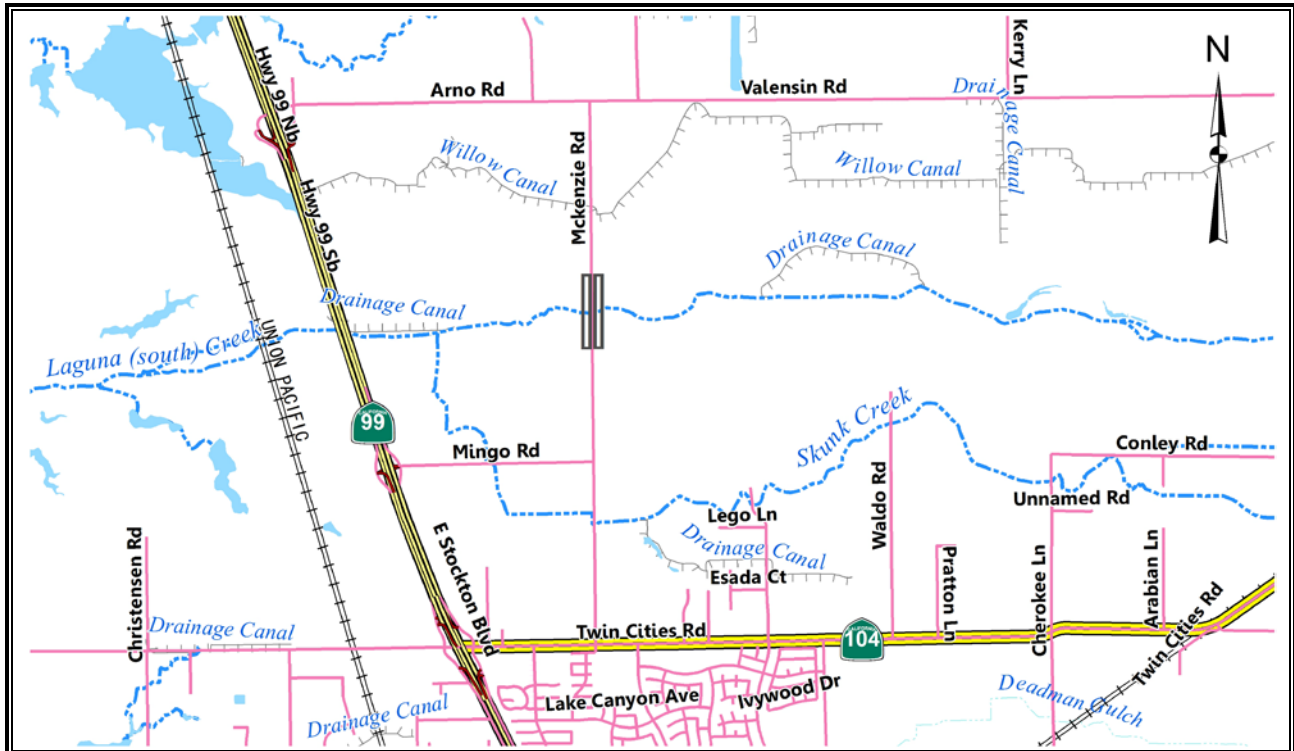 Hwy 99 Nb
Arno Rd
Valensin Rd
Kerry Ln
N
Drainage Canal
Willow Canal
Mckenzie Rd
Willow Canal
Hwy 99 Sb
Drainage Canal
Drainage Canal
Laguna (south) Creek
UNION PACIFIC
CALIFORNIA
99
Mingo Rd
Skunk Creek
Conley Rd
Waldo Rd
Unnamed Rd
Lego Ln
Drainage Canal
Esada Ct
Christensen Rd
E Stockton Blvd
Pratton Ln
Cherokee Ln
Arabian Ln
Twin Cities Rd
Drainage Canal
Twin Cities Rd
CALIFORNIA
104
Lake Canyon Ave
Ivywood Dr
Deadman Gulch
Drainage Canal